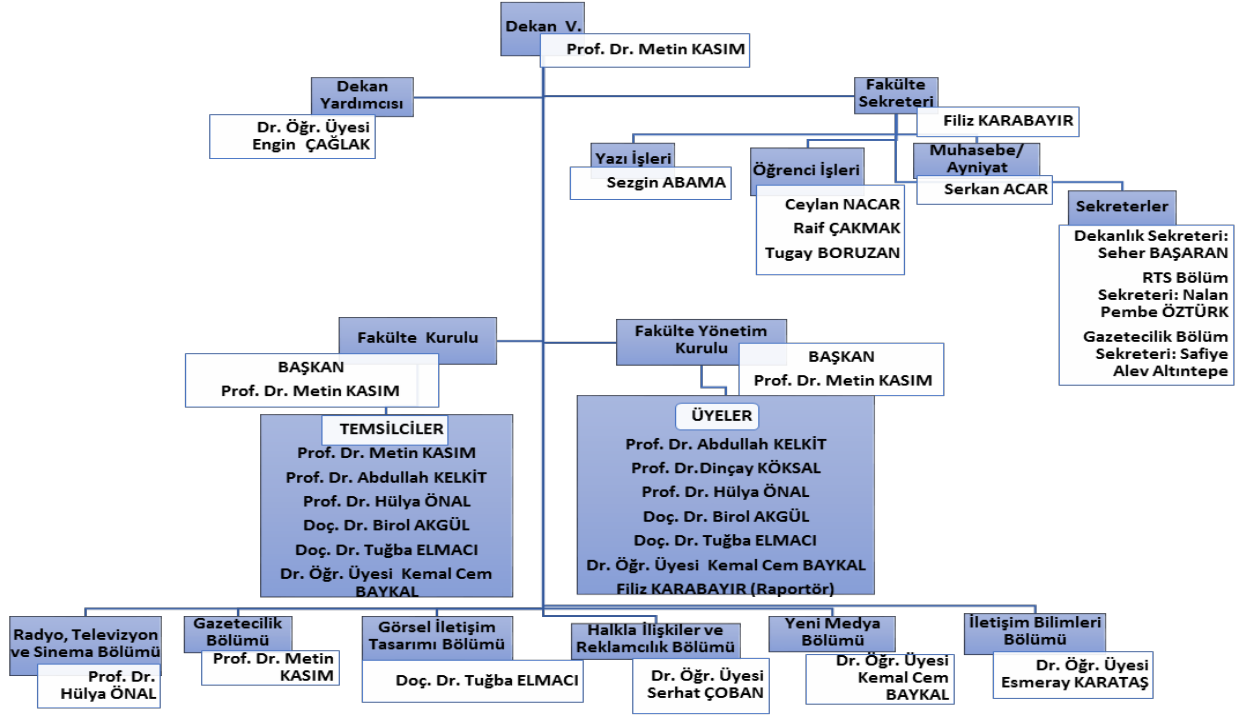 Dekan V.
Prof. Dr. Metin KASIM
Dekan
Yardımcısı
Dr. Öğr. Üyesi
Engin ÇAĞLAK
Fakülte
Sekreteri
Filiz KARABAYIR
Yazı İşleri
Sezgin ABAMA
Öğrenci İşleri
Ceylan NACAR
Raif ÇAKMAK
Tugay BORUZAN
Muhasebe/
Ayniyat
Serkan ACAR
Sekreterler
Dekanlık Sekreteri:
Seher BAŞARAN
RTS Bölüm
Sekreteri: Nalan
Pembe ÖZTÜRK
Gazetecilik Bölüm
Sekreteri: Safiye
Alev Altıntepe
Fakülte Kurulu
BAŞKAN
Prof. Dr. Metin KASIM
TEMSİLCİLER
Prof. Dr. Metin KASIM
Prof. Dr. Abdullah KELKİT
Prof. Dr. Hülya ÖNAL
Doç. Dr. Birol AKGÜL
Doç. Dr. Tuğba ELMACI
Dr. Öğr. Üyesi Kemal Cem
BAYKAL
Fakülte Yönetim
Kurulu
BAŞKAN
Prof. Dr. Metin KASIM
ÜYELER
Prof. Dr. Abdullah KELKİT
Prof. Dr.Dinçay KÖKSAL
Prof. Dr. Hülya ÖNAL
Doç. Dr. Birol AKGÜL
Doç. Dr. Tuğba ELMACI
Dr. Öğr. Üyesi Kemal Cem BAYKAL
Filiz KARABAYIR (Raportör)
Radyo, Televizyon
ve Sinema Bölümü
Prof. Dr.
Hülya ÖNAL
Gazetecilik
Bölümü
Prof. Dr. Metin
KASIM
Görsel İletişim
Tasarımı Bölümü
Doç. Dr. Tuğba ELMACI
Halkla İlişkiler ve
Reklamcılık Bölümü
Dr. Öğr. Üyesi
Serhat ÇOBAN
Yeni Medya
Bölümü
Dr. Öğr. Üyesi
Kemal Cem
BAYKAL
İletişim Bilimleri
Bölümü
Dr. Öğr. Üyesi
Esmeray KARATAŞ